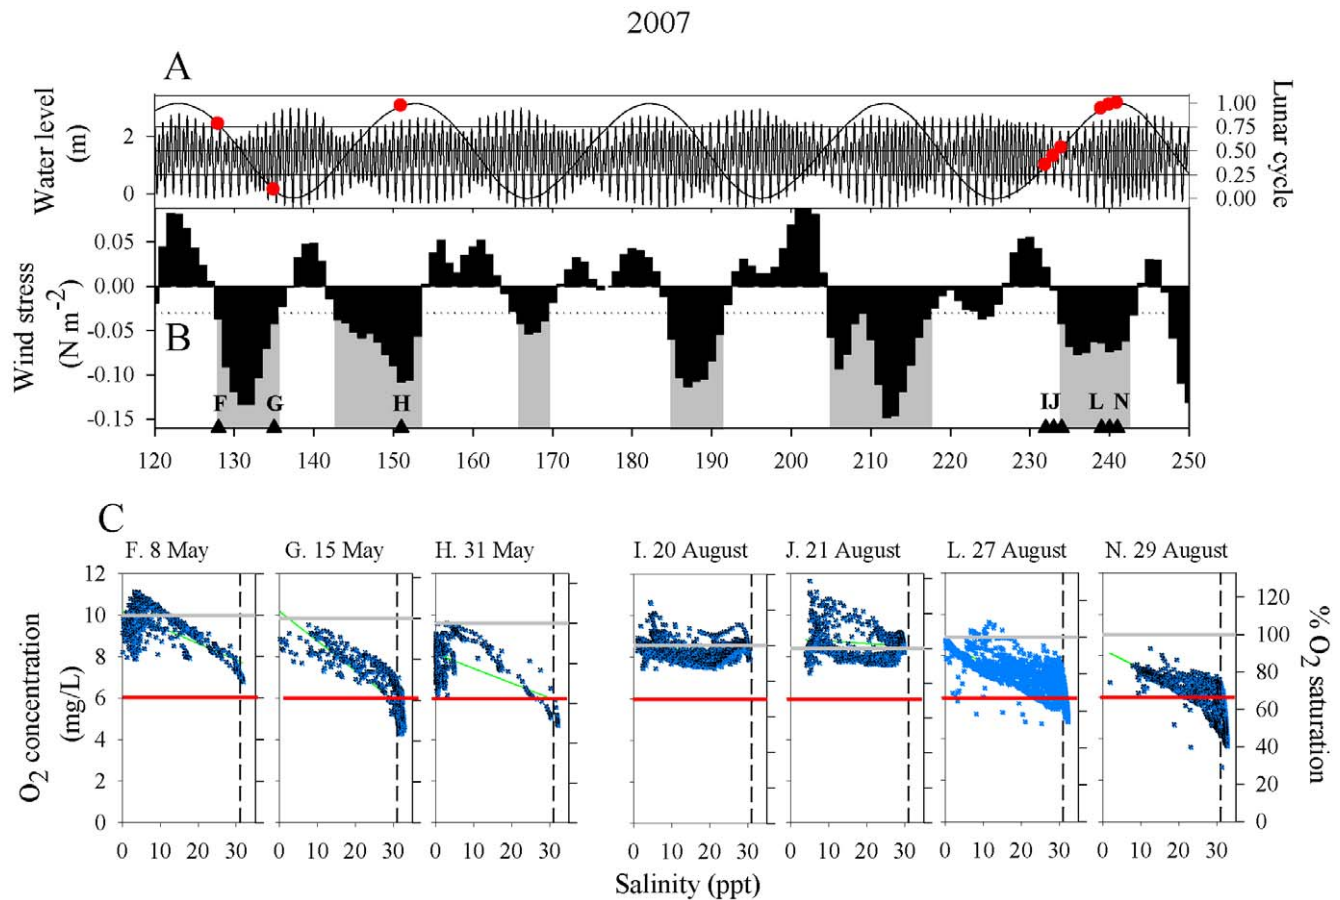 2007
A
Water level
(m)
2
0
1.00
0.75
0.50
0.25
0.00
Lunar cycle
Wind stress
(N m-2)
0.05
0.00
-0.05
-0.10
-0.15
B
F G H I J L N
120 130 140 150 160 170 180 190 200 210 220 230 240 250
C
F. 8 May
G. 15 May
H. 31 May
I. 20 August
J. 21 August
L. 27 August
N. 29 August
O2 concentration
(mg/L)
12
10
8
6
4
2
0
120
100
80
60
40
20
0
% O2 saturation
0 10 20 30 0 10 20 30 0 10 20 30 0 10 20 30 0 10 20 30 0 10 20 30 0 10 20 30
Salinity (ppt)